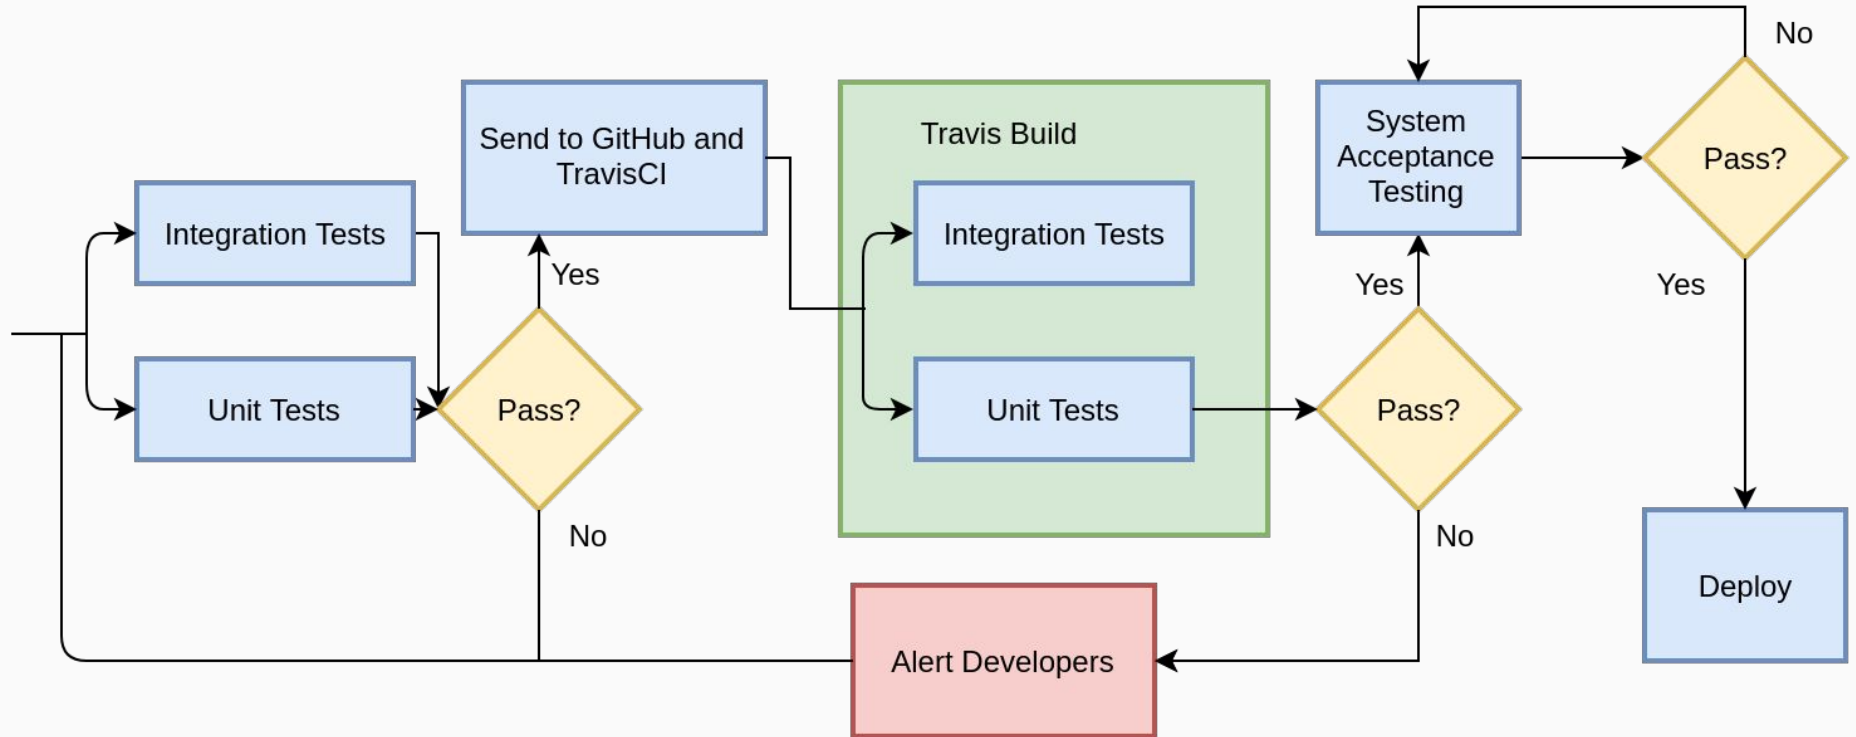 Integration Tests
Unit Tests
Pass?
Yes
No
Send to GitHub and
TravisCI
Travis Build
Integration Tests
Unit Tests
Pass?
Yes
No
Alert Developers
System
Acceptance
Testing
Pass?
No
Yes
Deploy